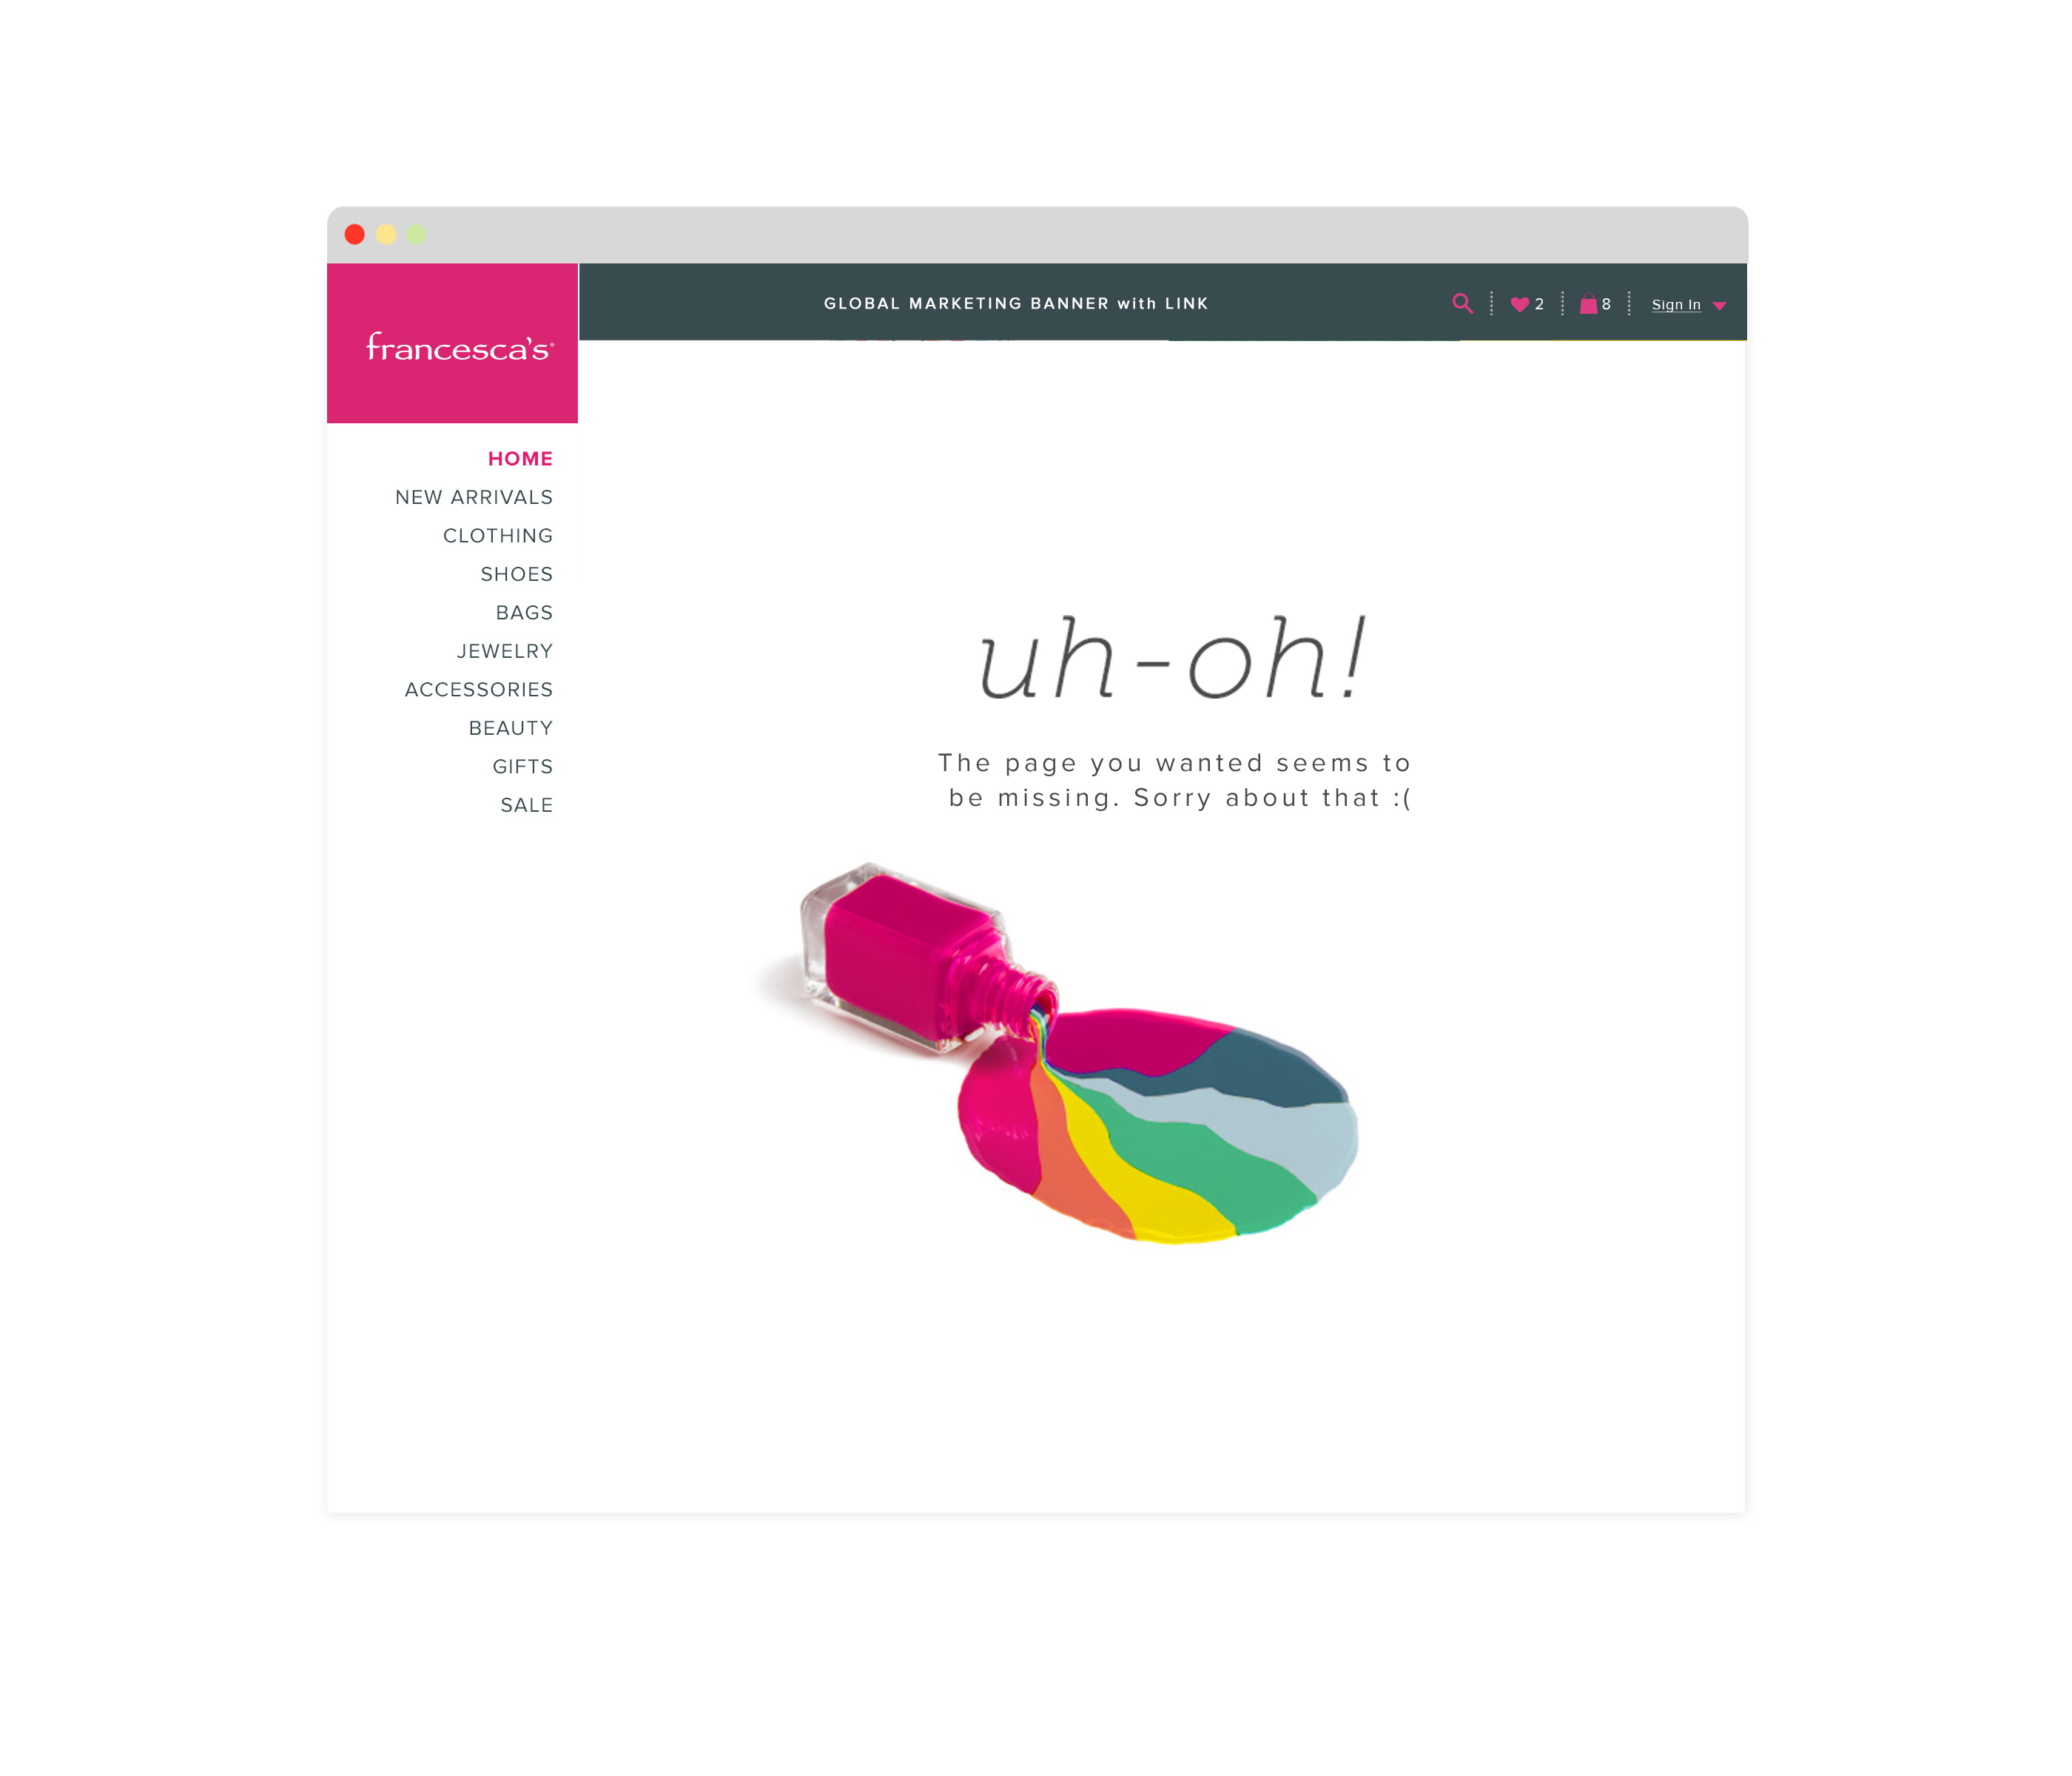 francesca's®
GLOBAL MARKETING BANNER with LINK
2
8
Sign In
HOME
NEW ARRIVALS
CLOTHING
SHOES
BAGS
JEWELRY
ACCESSORIES
BEAUTY
GIFTS
SALE
uh-oh!
The page you wanted seems to
be missing. Sorry about that :(